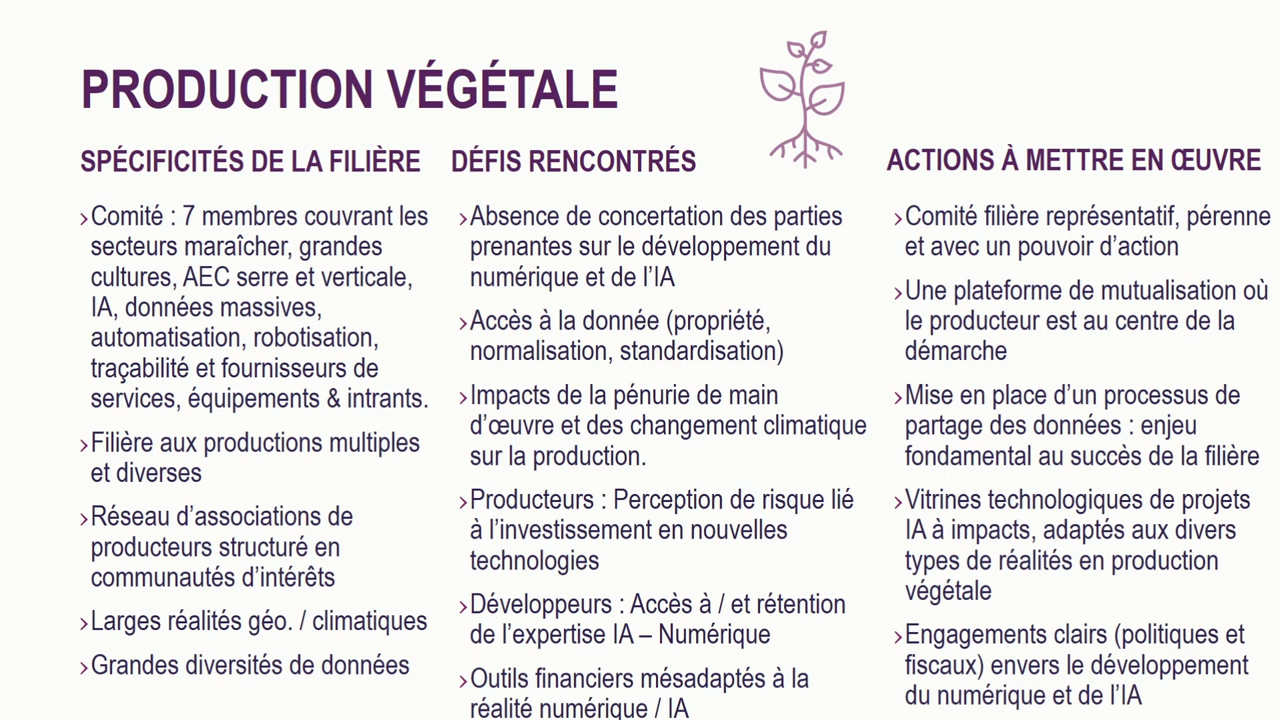 PRODUCTION VÉGÉTALE
SPÉCIFICITÉS DE LA FILIÈRE
›Comité : 7 membres couvrant les
secteurs maraîcher, grandes
cultures, AEC serre et verticale,
IA, données massives,
automatisation, robotisation,
traçabilité et fournisseurs de
services, équipements & intrants.
›Filière aux productions multiples
et diverses
›Réseau d’associations de
producteurs structuré en
communautés d’intérêts
›Larges réalités géo. / climatiques
›Grandes diversités de données
DÉFIS RENCONTRÉS
›Absence de concertation des parties
prenantes sur le développement du
numérique et de l’IA
›Accès à la donnée (propriété,
normalisation, standardisation)
›Impacts de la pénurie de main
d’œuvre et des changement climatique
sur la production.
›Producteurs : Perception de risque lié
à l’investissement en nouvelles
technologies
›Développeurs : Accès à / et rétention
de l’expertise IA – Numérique
›Outils financiers mésadaptés à la
réalité numérique / IA
ACTIONS À METTRE EN ŒUVRE
›Comité filière représentatif, pérenne
et avec un pouvoir d’action
›Une plateforme de mutualisation où
le producteur est au centre de la
démarche
›Mise en place d’un processus de
partage des données : enjeu
fondamental au succès de la filière
›Vitrines technologiques de projets
IA à impacts, adaptés aux divers
types de réalités en production
végétale
›Engagements clairs (politiques et
fiscaux) envers le développement
du numérique et de l’IA